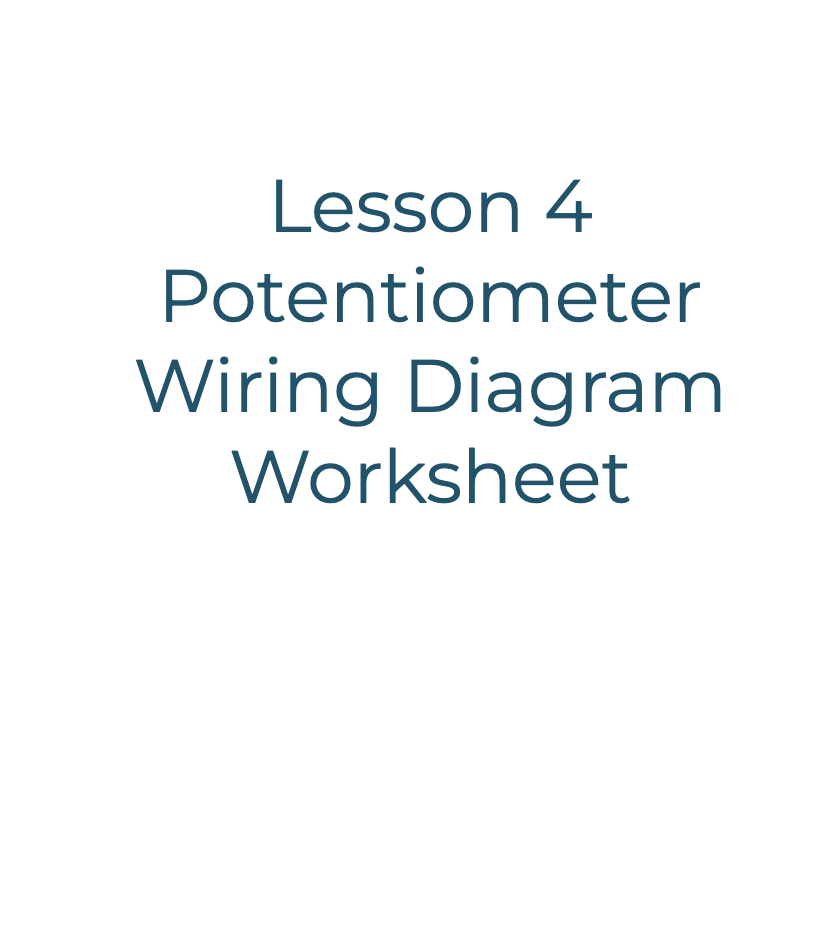 Lesson 4
Potentiometer
Wiring Diagram
Worksheet